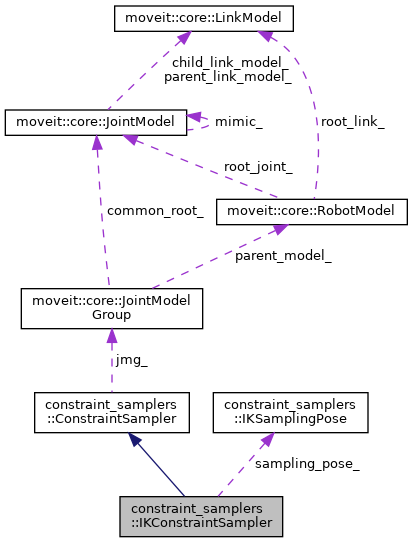 moveit::core::LinkModel
child_link_model_
parent_link_model_
moveit::core::JointModel
mimic_
root_link_
root_joint_
moveit::core::RobotModel
common_root_
parent_model_
moveit::core::JointModel
Group
jmg_
constraint_samplers
::ConstraintSampler
constraint_samplers
::IKSamplingPose
sampling_pose_
constraint_samplers
::IKConstraintSampler